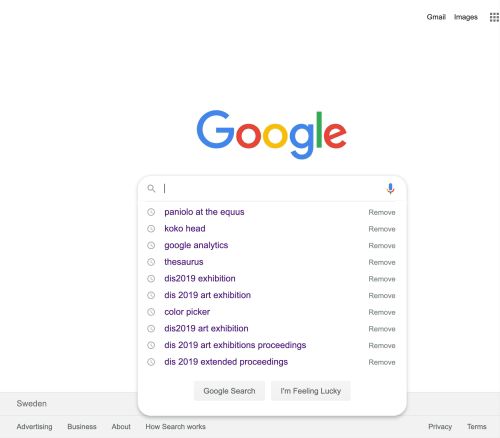 Gmail Images
Google
paniolo at the equus Remove
koko head Remove
google analytics Remove
thesaurus Remove
dis2019 exhibition Remove
dis 2019 art exhibition Remove
color picker Remove
dis2019 art exhibition Remove
dis 2019 art exhibitions proceedings Remove
dis 2019 extended proceedings Remove
Google Search I'm Feeling Lucky
Sweden
Advertising Business About How Search works Privacy Terms